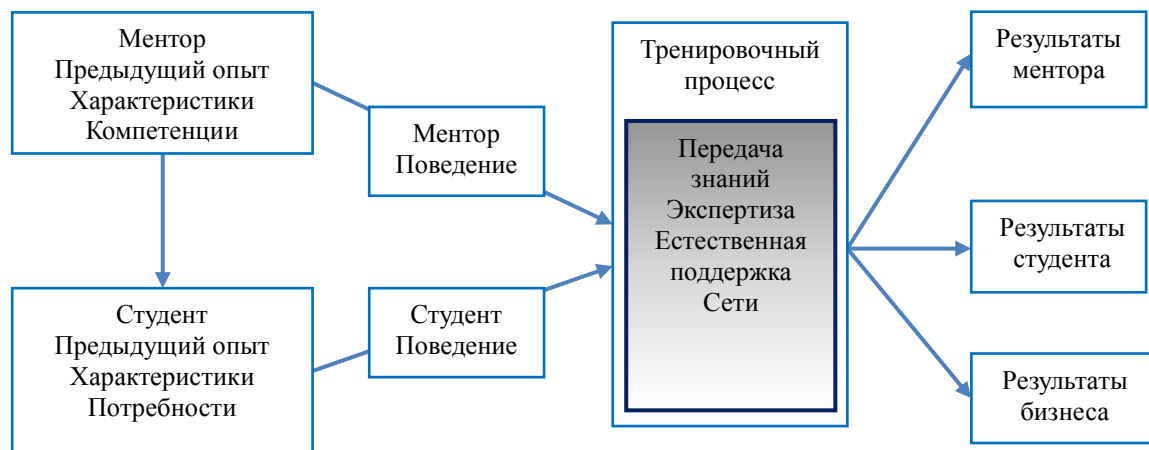 Ментор
Предыдущий опыт
Характеристики
Компетенции
Студент
Предыдущий опыт
Характеристики
Потребности
Ментор
Поведение
Студент
Поведение
Тренировочный
процесс
Передача
знаний
Экспертиза
Естественная
поддержка
Сети
Результаты
ментора
Результаты
студента
Результаты
бизнеса